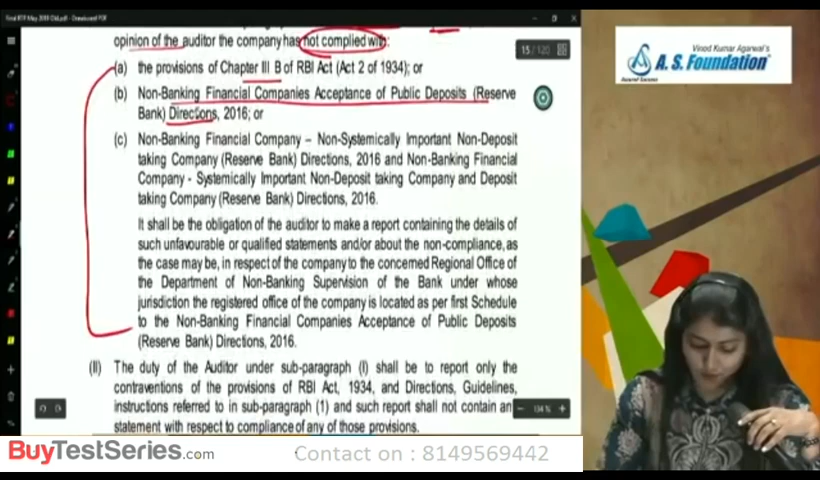 Final RTP May 2019 Old.pdf - Drawboard PDF
opinion of the auditor the company has not complied with:
15 / 120
(a) the provisions of Chapter III B of RBI Act (Act 2 of 1934); or
(b) Non-Banking Financial Companies Acceptance of Public Deposits (Reserve
Bank) Directions, 2016; or
(c) Non-Banking Financial Company – Non-Systemically Important Non-Deposit
taking Company (Reserve Bank) Directions, 2016 and Non-Banking Financial
Company - Systemically Important Non-Deposit taking Company and Deposit
taking Company (Reserve Bank) Directions, 2016.
It shall be the obligation of the auditor to make a report containing the details of
such unfavourable or qualified statements and/or about the non-compliance, as
the case may be, in respect of the company to the concerned Regional Office of
the Department of Non-Banking Supervision of the Bank under whose
jurisdiction the registered office of the company is located as per first Schedule
to the Non-Banking Financial Companies Acceptance of Public Deposits
(Reserve Bank) Directions, 2016.
(II) The duty of the Auditor under sub-paragraph (I) shall be to report only the
contraventions of the provisions of RBI Act, 1934, and Directions, Guidelines,
instructions referred to in sub-paragraph (1) and such report shall not contain
134 %
statement with respect to compliance of any of those provisions.
Vinod Kumar Agarwal's
A. S. Foundation
Assured Success
BuyTestSeries.com
Contact on : 8149569442